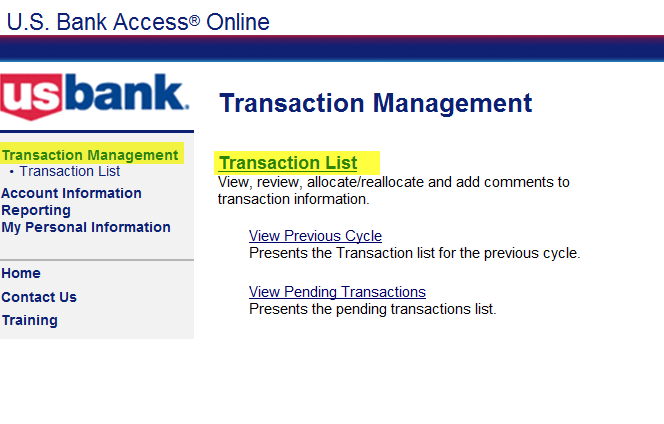 U.S. Bank Access® Online
usbank.
Transaction Management
Transaction Management
• Transaction List
Account Information
Reporting
My Personal Information
Home
Contact Us
Training
Transaction List
View, review, allocate/reallocate and add comments to
transaction information.
View Previous Cycle
Presents the Transaction list for the previous cycle.
View Pending Transactions
Presents the pending transactions list.